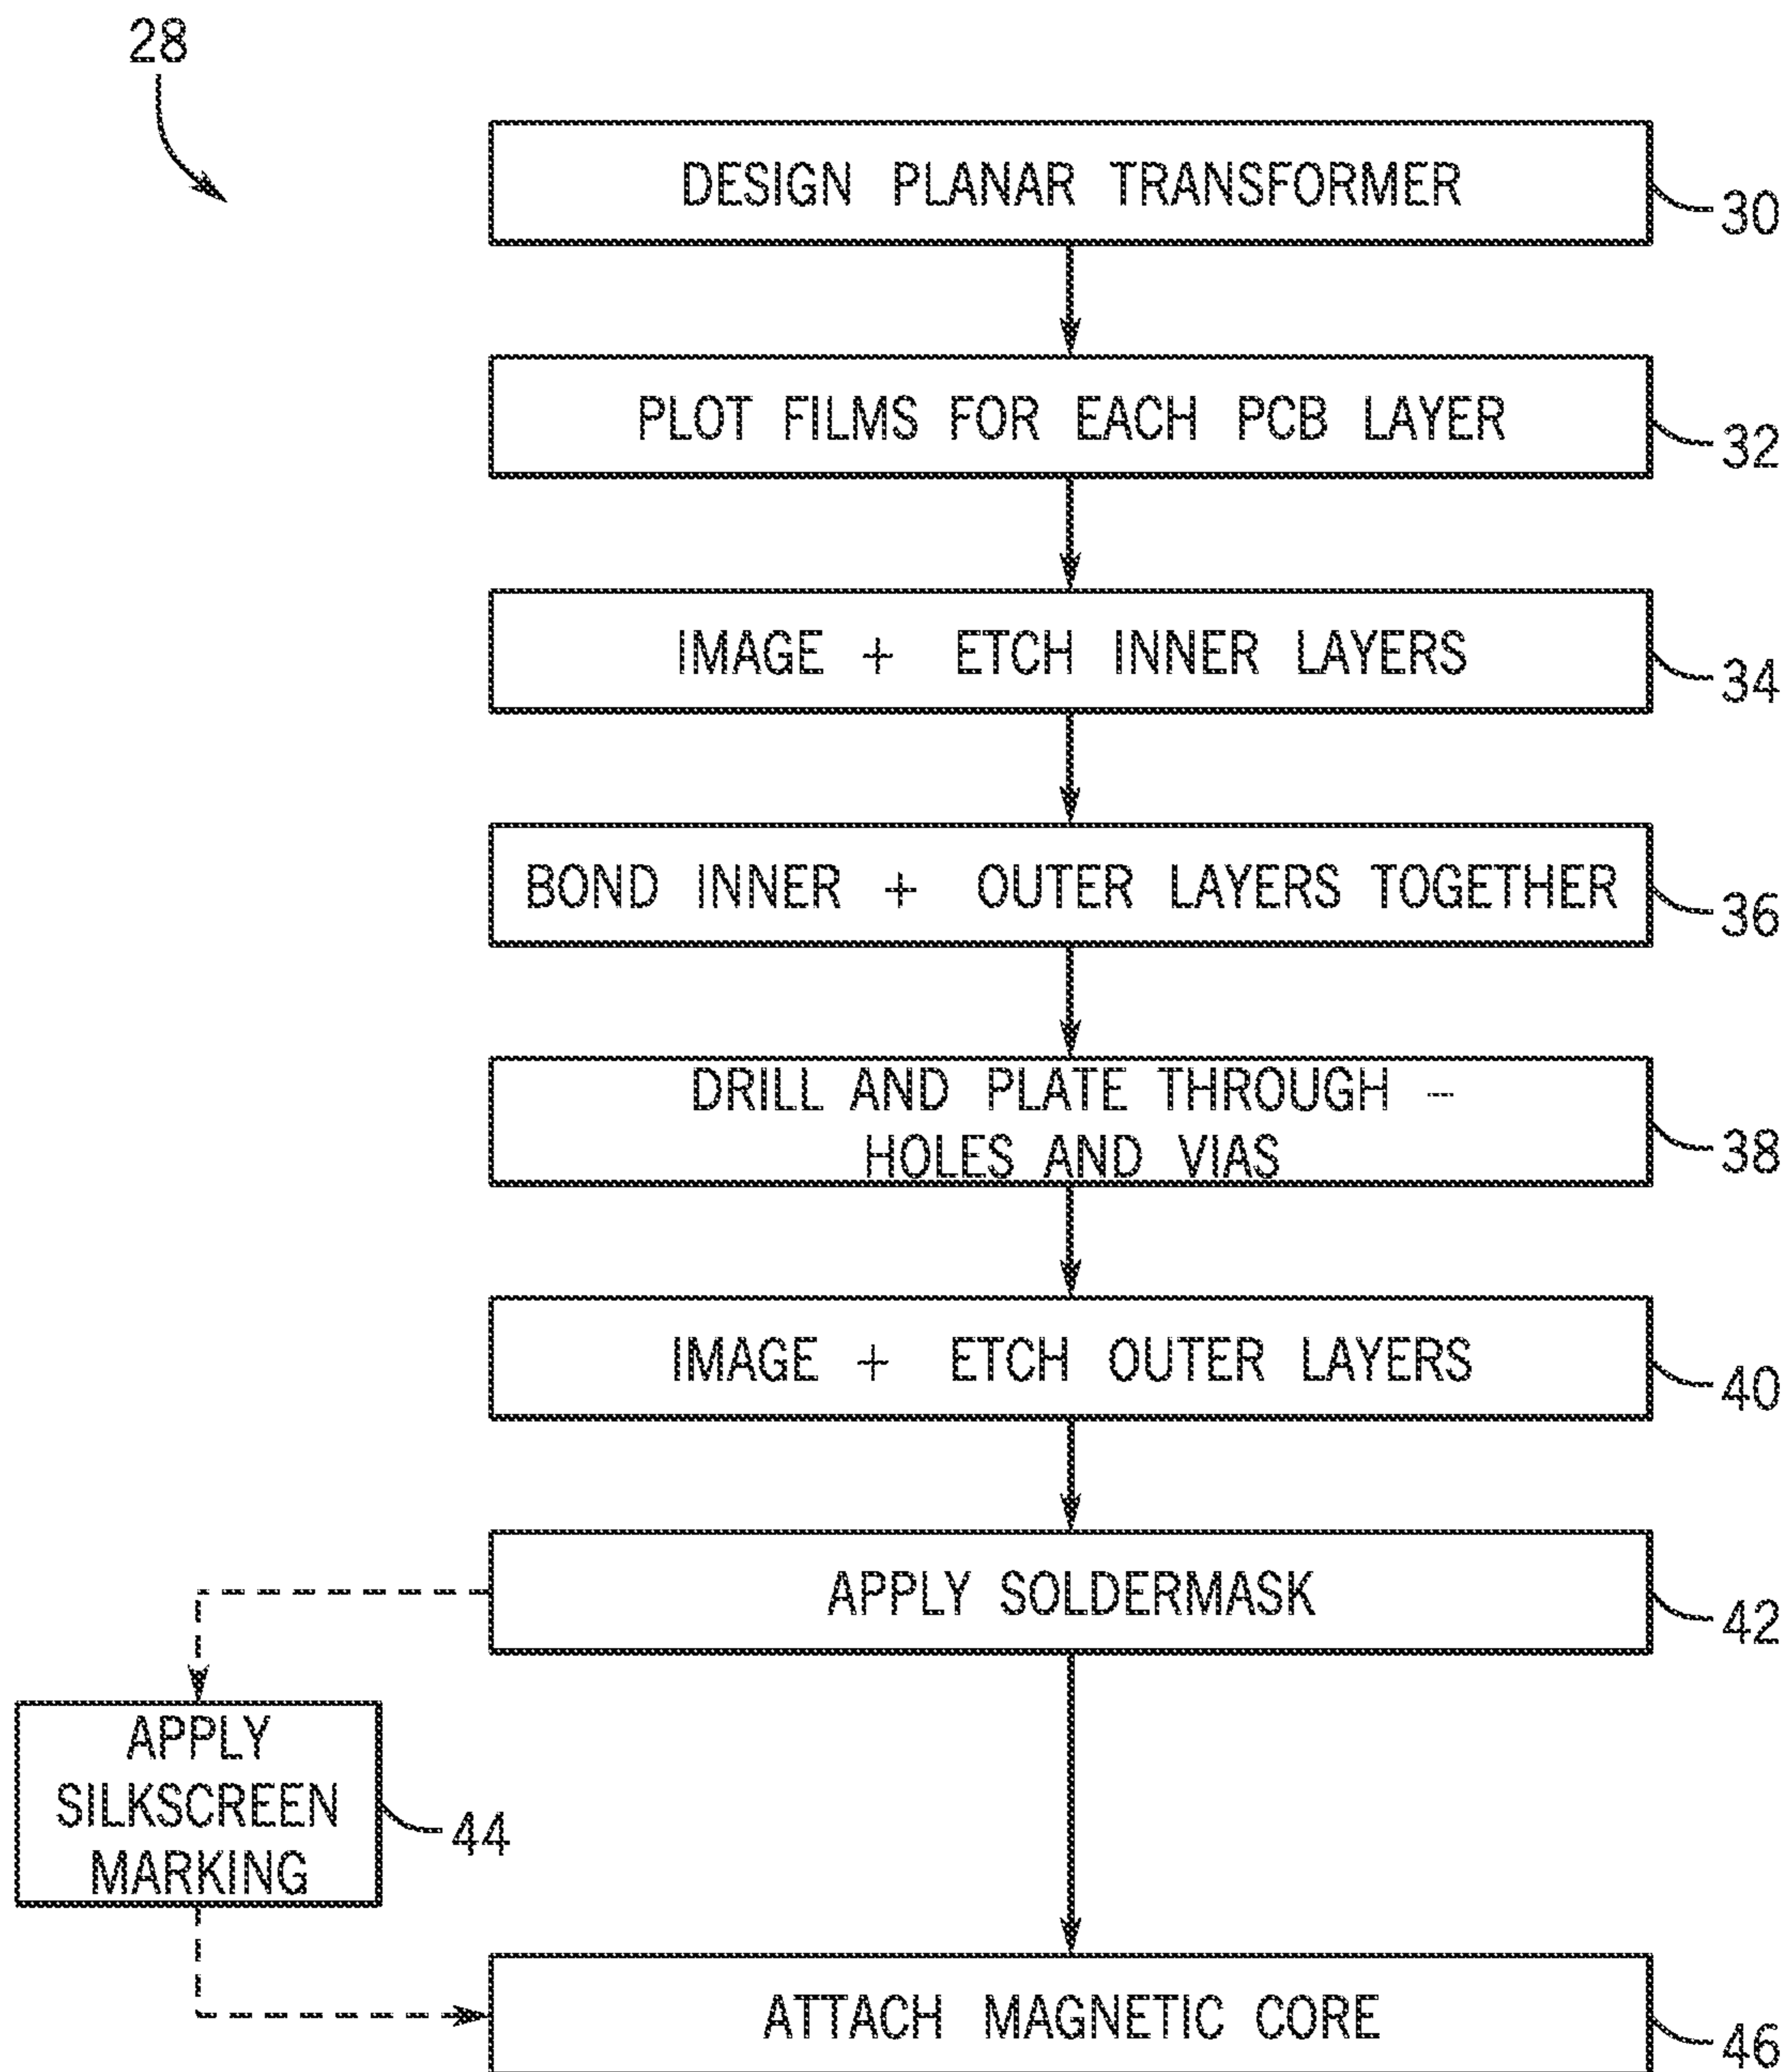 28
DESIGN PLANAR TRANSFORMER
30
PLOT FILMS FOR EACH PCB LAYER
32
IMAGE + ETCH INNER LAYERS
34
BOND INNER + OUTER LAYERS TOGETHER
36
DRILL AND PLATE THROUGH -
HOLES AND VIAS
38
IMAGE + ETCH OUTER LAYERS
40
APPLY SOLDERMASK
42
APPLY
SILKSCREEN
MARKING
44
ATTACH MAGNETIC CORE
46